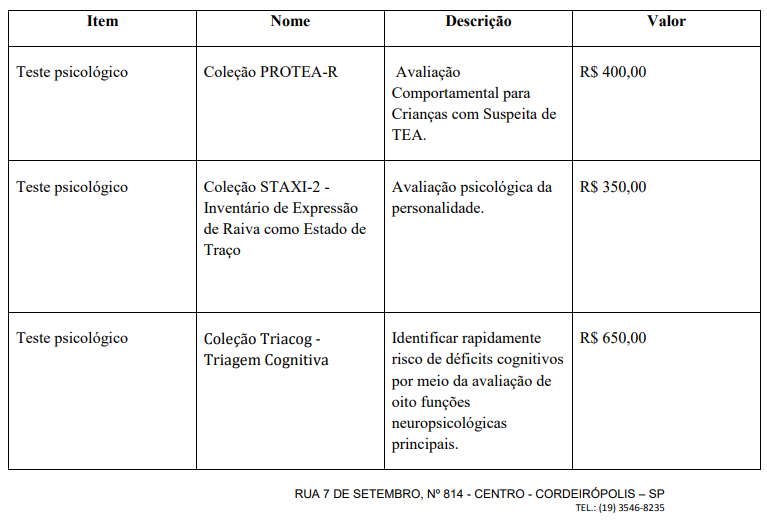 Item Nome Descrição Valor
Teste psicológico Coleção PROTEA-R Avaliação R$ 400,00
Comportamental para
Crianças com Suspeita de
TEA.
Teste psicológico Coleção STAXI-2 - Avaliação psicológica da R$ 350,00
Inventário de Expressão personalidade.
de Raiva como Estado de
Traço
Teste psicológico Coleção Triacog - Identificar rapidamente R$ 650,00
Triagem Cognitiva risco de déficits cognitivos
por meio da avaliação de
oito funções
neuropsicológicas
principais.
RUA 7 DE SETEMBRO, Nº 814 - CENTRO - CORDEIRÓPOLIS – SP
TEL.: (19) 3546-8235